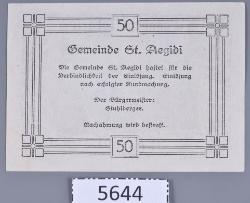 50
Gemeinde St. Aegidi
Die Gemeinde St. Aegidi haftet für die
Verbindlichkeit der Einlösung. Einlösung
nach erfolgter Kundmachung.
Der Bürgermeister:
Stuhlberger.
Nachahmung wird bestraft.
50
5644